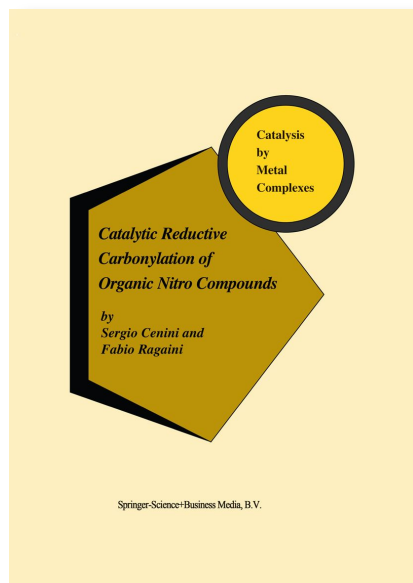 Catalysis
by
Metal
Complexes
Catalytic Reductive
Carbonylation of
Organic Nitro Compounds
by
Sergio Cenini and
Fabio Ragaini
Springer-Science+Business Media, B.V.